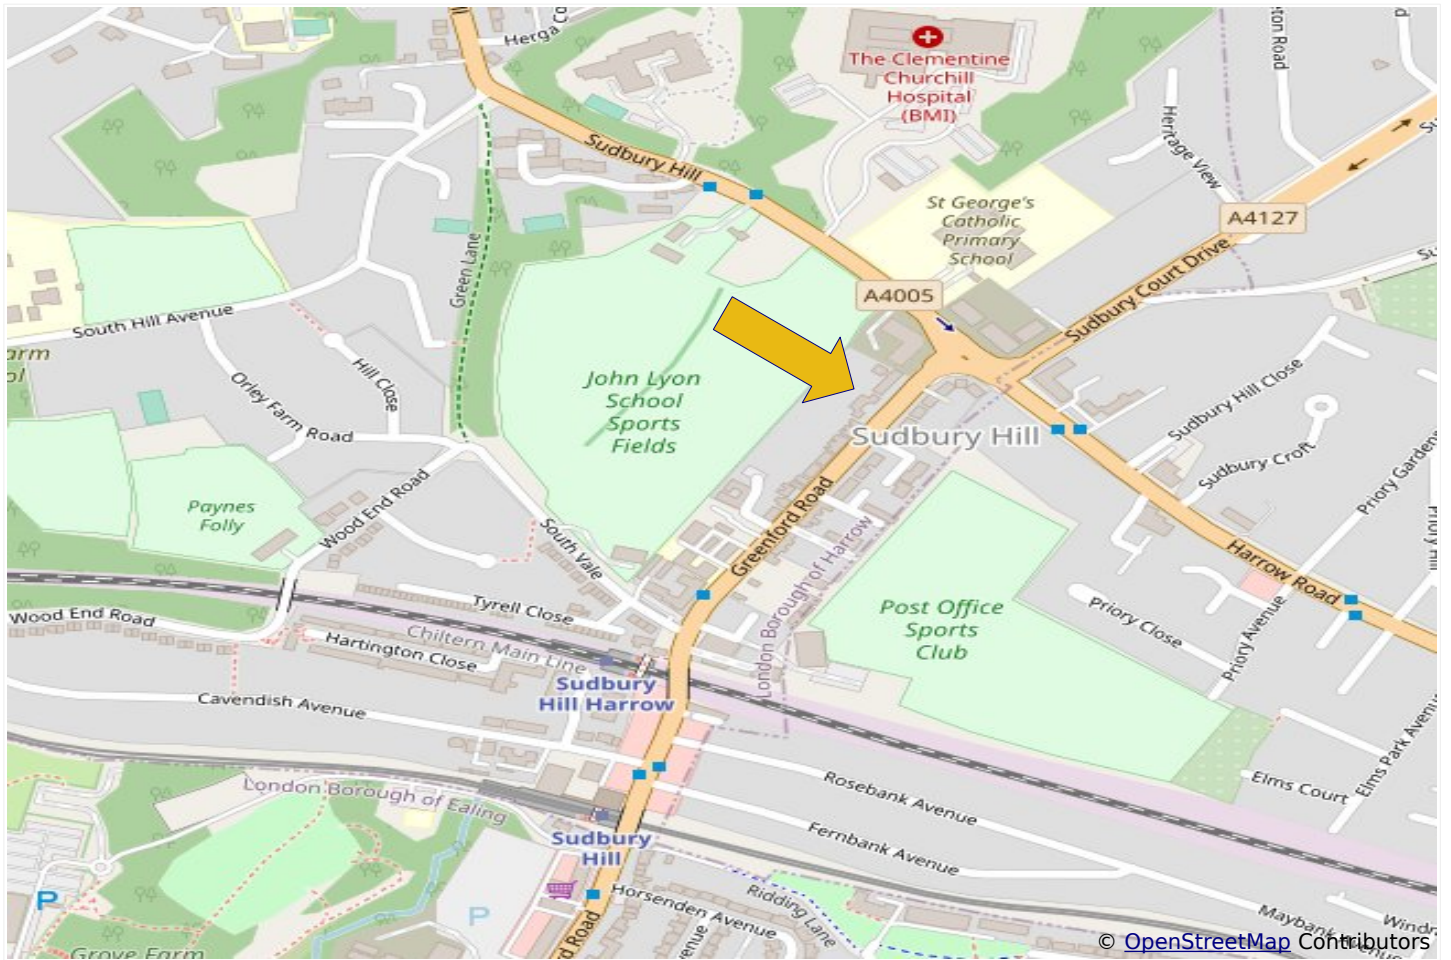 Herga
The Clementine
Churchill
Hospital
(BMI)
Sudbury Hill
Heritage View
St George's
Catholic
Primary
School
A4127
Green Lane
Sudbury Court Drive
A4005
South Hill Avenue
Hill Close
John Lyon
School
Sports
Fields
Orley Farm Road
Sudbury Hill Close
Sudbury Hill
Sudbury Croft
Priory Gardens
Paynes
Folly
Wood End Road
Greenford Road
South Vale
London Borough of Harrow
Harrow Road
Tyrell Close
Post Office
Sports
Club
Priory Close
Priory Avenue
Wood End Road
Chiltern Main Line
Hartington Close
Sudbury
Hill Harrow
Cavendish Avenue
Elms Park Avenue
Rosebank Avenue
Elms Court
London Borough of Ealing
Fernbank Avenue
Sudbury
Hill
P
P
Horsenden Avenue
Ridding Lane
Maybank Avenue
Road
Grove Farm
© OpenStreetMap Contributors